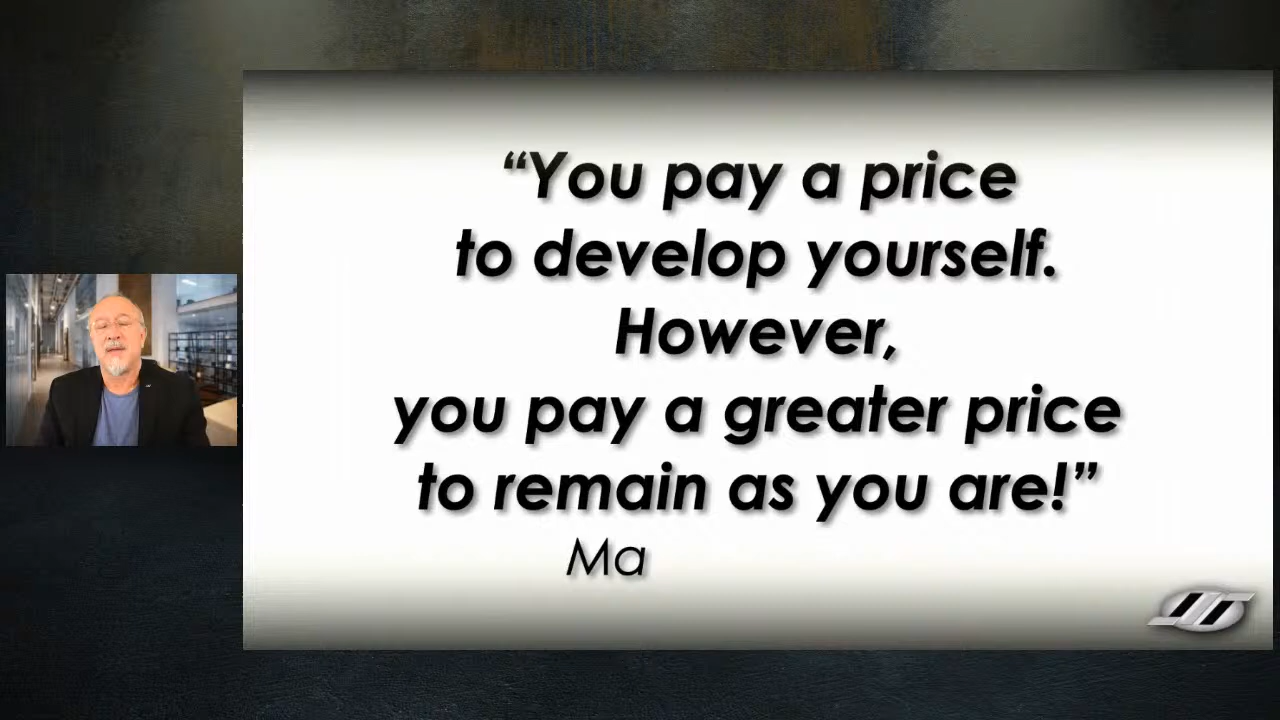 “You pay a price
to develop yourself.
However,
you pay a greater price
to remain as you are!”
Ma